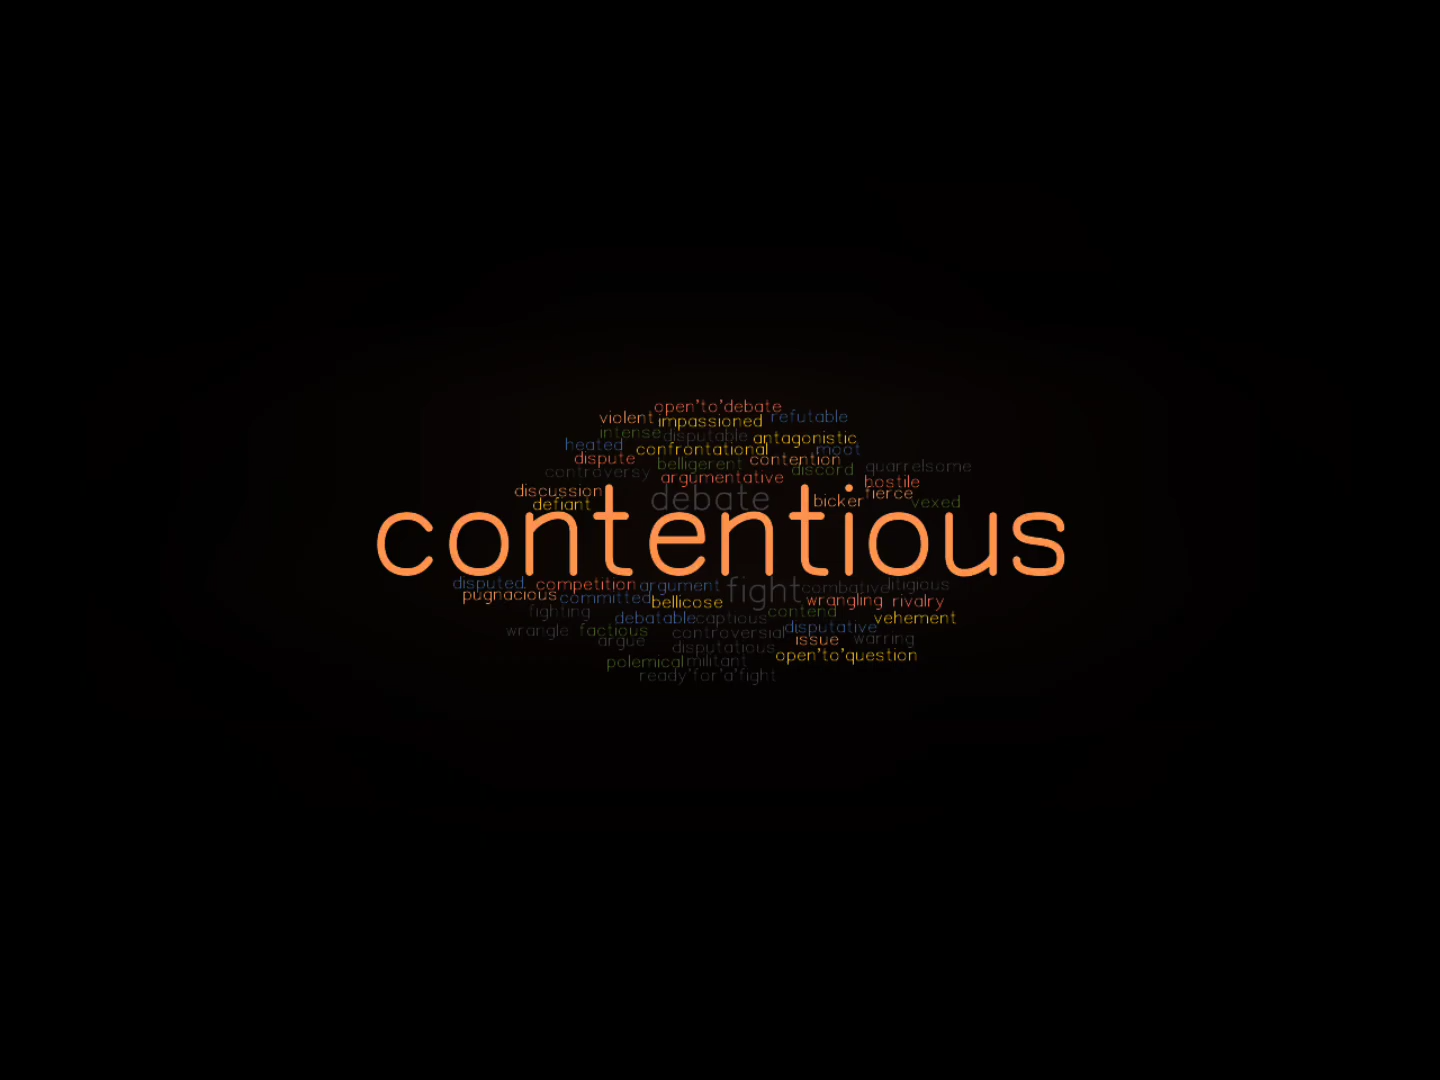 open'to'debate
violent impassioned refutable
intense disputable antagonistic
heated confrontational moot
dispute belligerent contention
controversy argumentative discord quarrelsome
hostile
discussion debate bicker fierce
defiant vexed
contentious
disputed competition argument fight combative litigious
pugnacious committed bellicose wrangling rivalry
fighting contend
debatable captious vehement
wrangle factious controversial disputative
argue issue warring
disputatious
polemical militant open'to'question
ready'for'a'fight